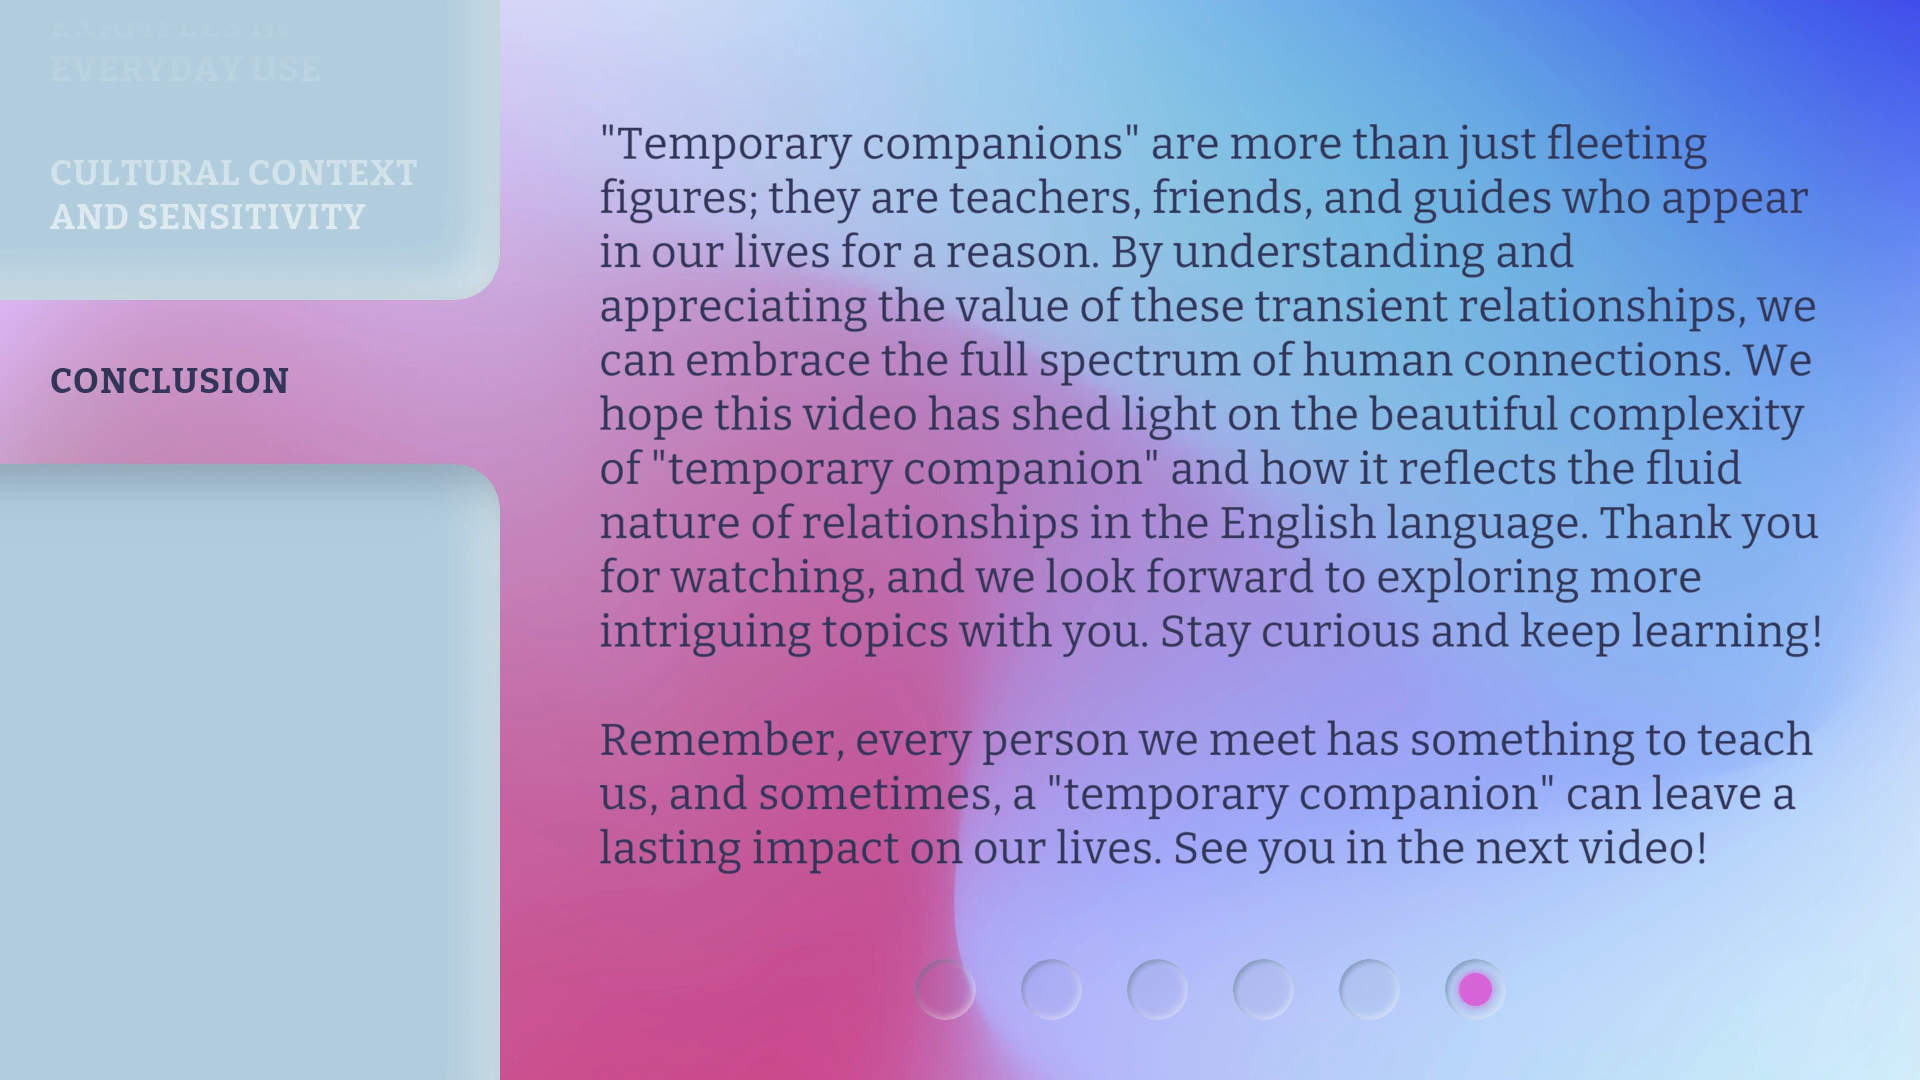 EXAMPLES IN
EVERYDAY USE
CULTURAL CONTEXT
AND SENSITIVITY
CONCLUSION
"Temporary companions" are more than just fleeting
figures; they are teachers, friends, and guides who appear
in our lives for a reason. By understanding and
appreciating the value of these transient relationships, we
can embrace the full spectrum of human connections. We
hope this video has shed light on the beautiful complexity
of "temporary companion" and how it reflects the fluid
nature of relationships in the English language. Thank you
for watching, and we look forward to exploring more
intriguing topics with you. Stay curious and keep learning!
Remember, every person we meet has something to teach
us, and sometimes, a "temporary companion" can leave a
lasting impact on our lives. See you in the next video!